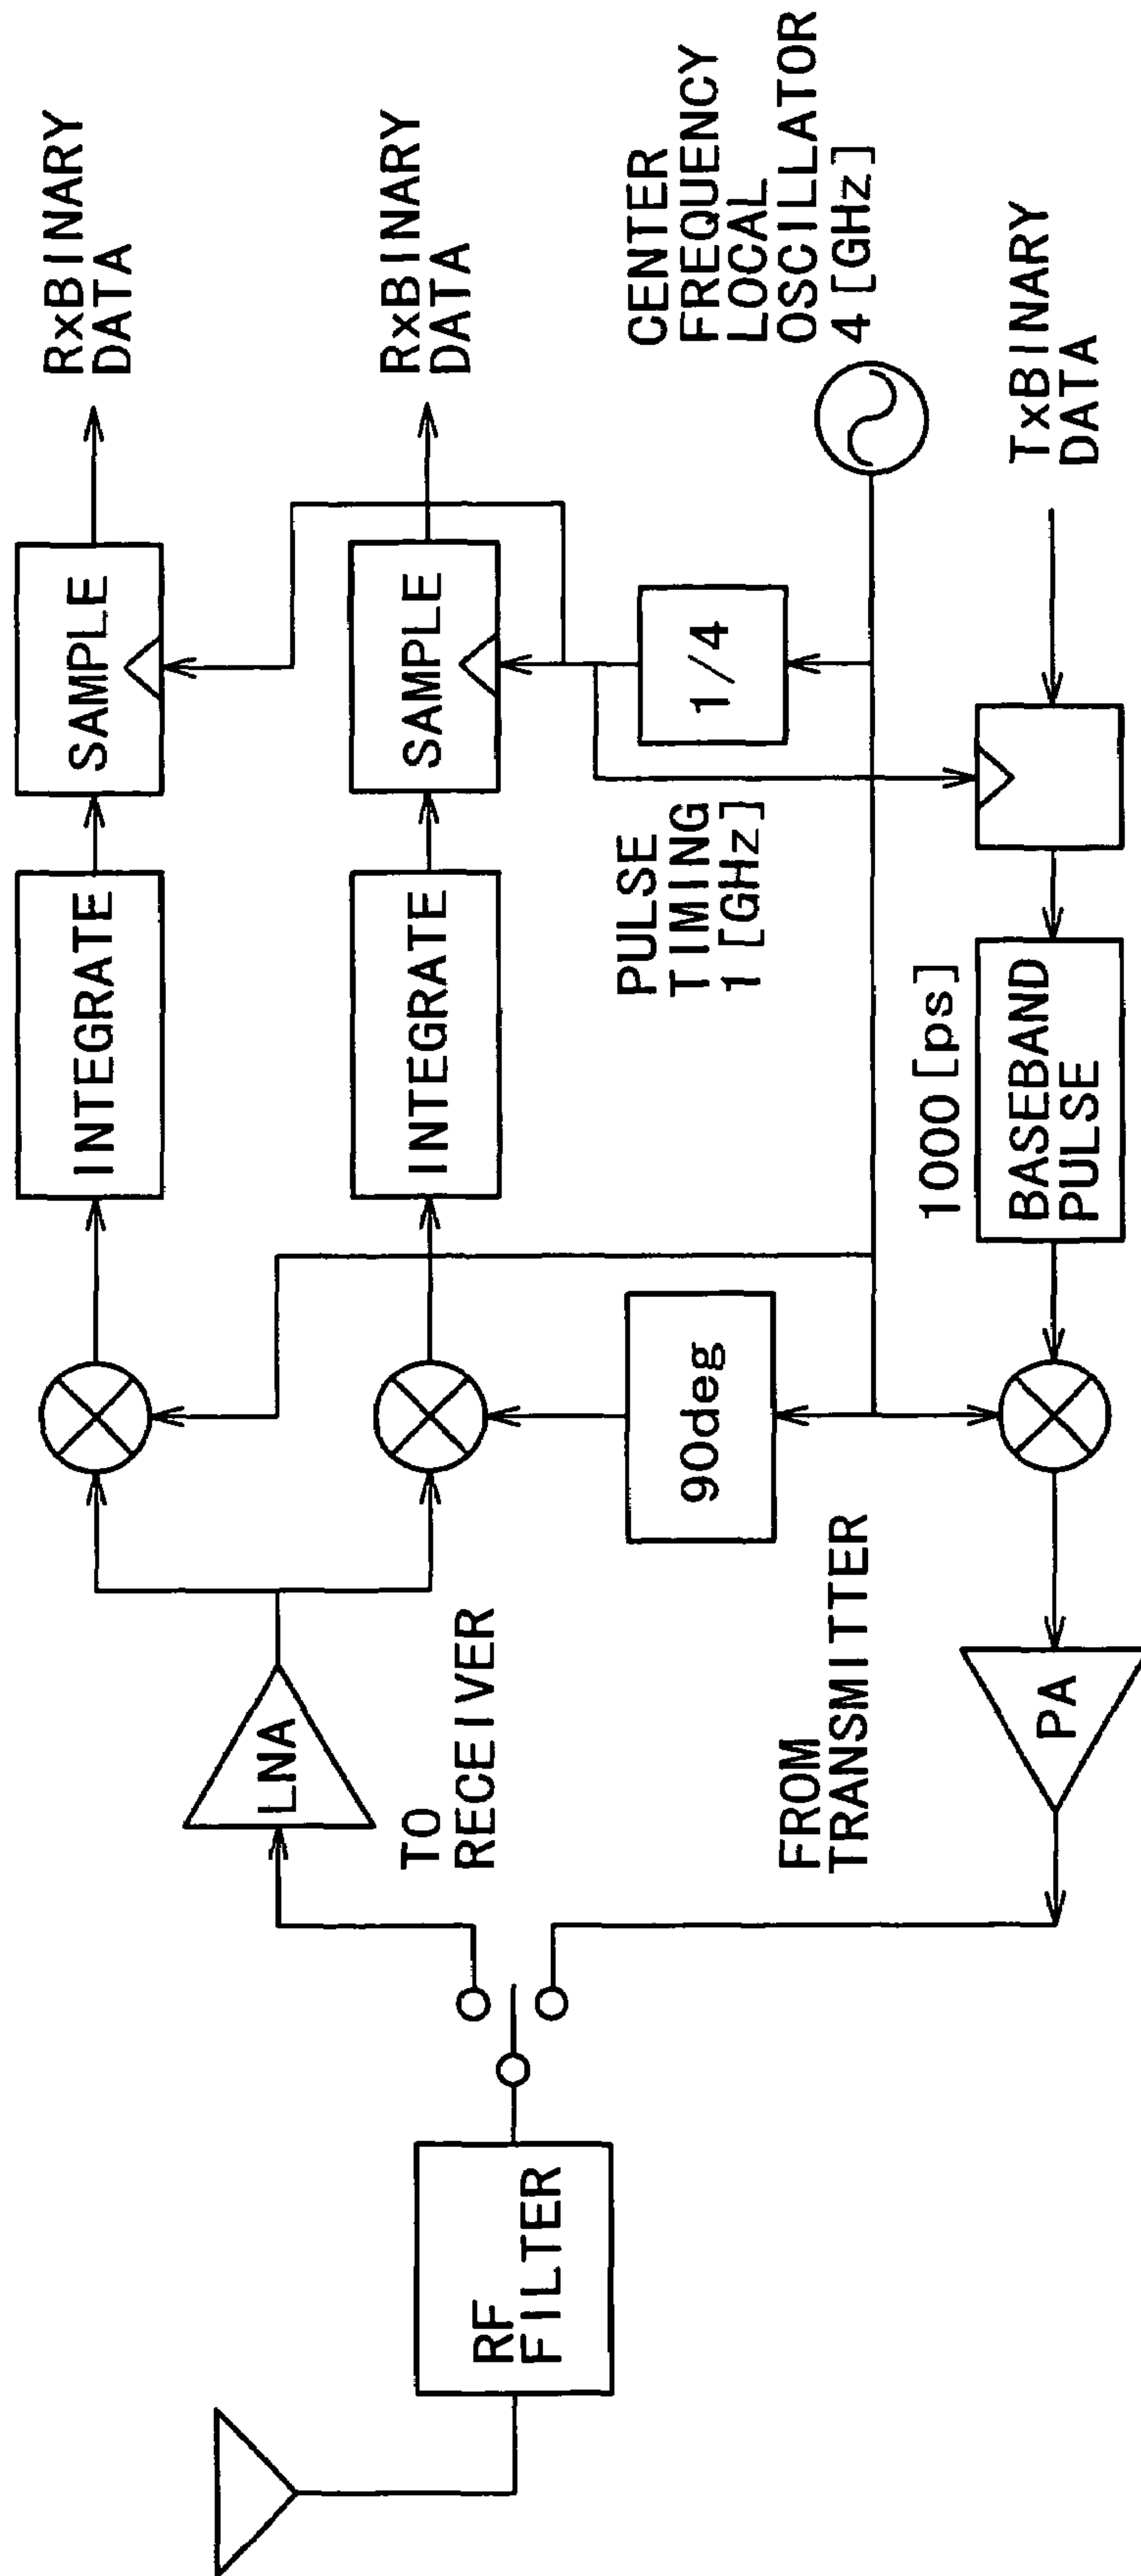 RF
FILTER
TO
RECEIVER
FROM
TRANSMITTER
LNA
PA
90deg
INTEGRATE
INTEGRATE
SAMPLE
SAMPLE
RxBINARY
DATA
RxBINARY
DATA
PULSE
TIMING
1 [GHz]
1/4
CENTER
FREQUENCY
LOCAL
OSCILLATOR
4 [GHz]
1000 [ps]
BASEBAND
PULSE
TxBINARY
DATA